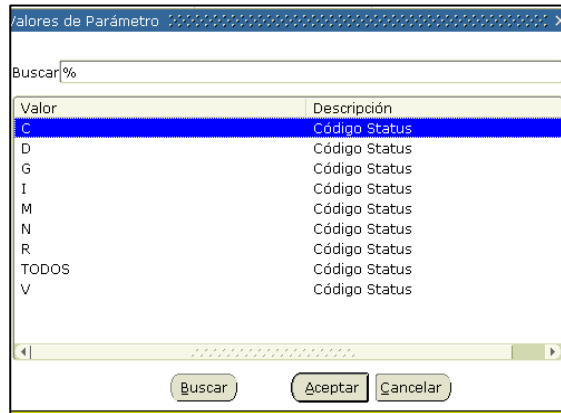 Valores de Parámetro
Buscar %
Valor Descripción
C Código Status
D Código Status
G Código Status
I Código Status
M Código Status
N Código Status
R Código Status
TODOS Código Status
V Código Status
Buscar Aceptar Cancelar